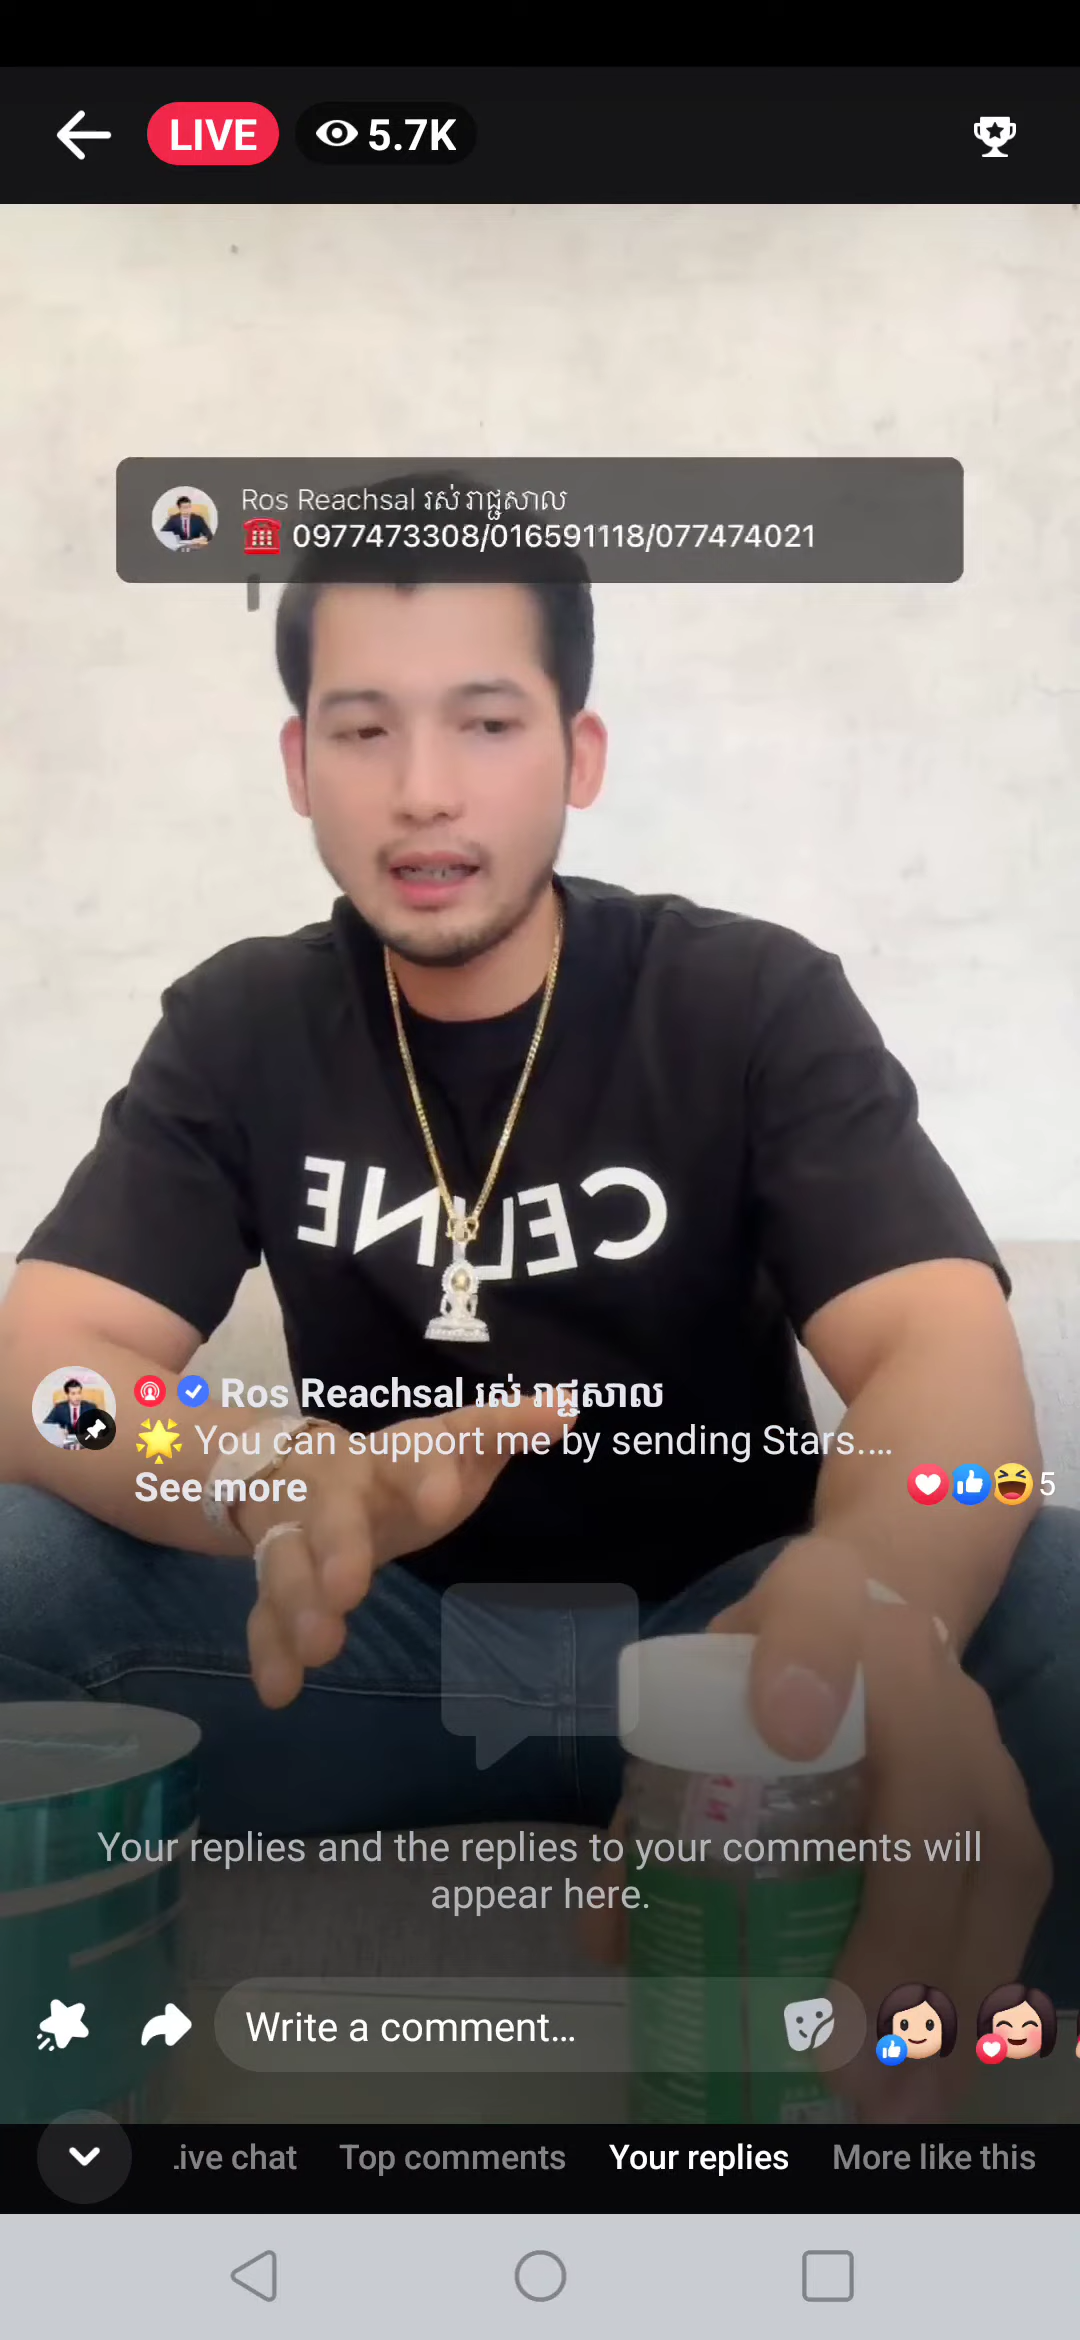 LIVE 5.7K
Ros Reachsal រស់ រាជ្ជសាល
0977473308/016591118/077474021
CELINE
Ros Reachsal រស់ រាជ្ជសាល
You can support me by sending Stars....
See more
5
Your replies and the replies to your comments will
appear here.
Write a comment...
.ive chat Top comments Your replies More like this